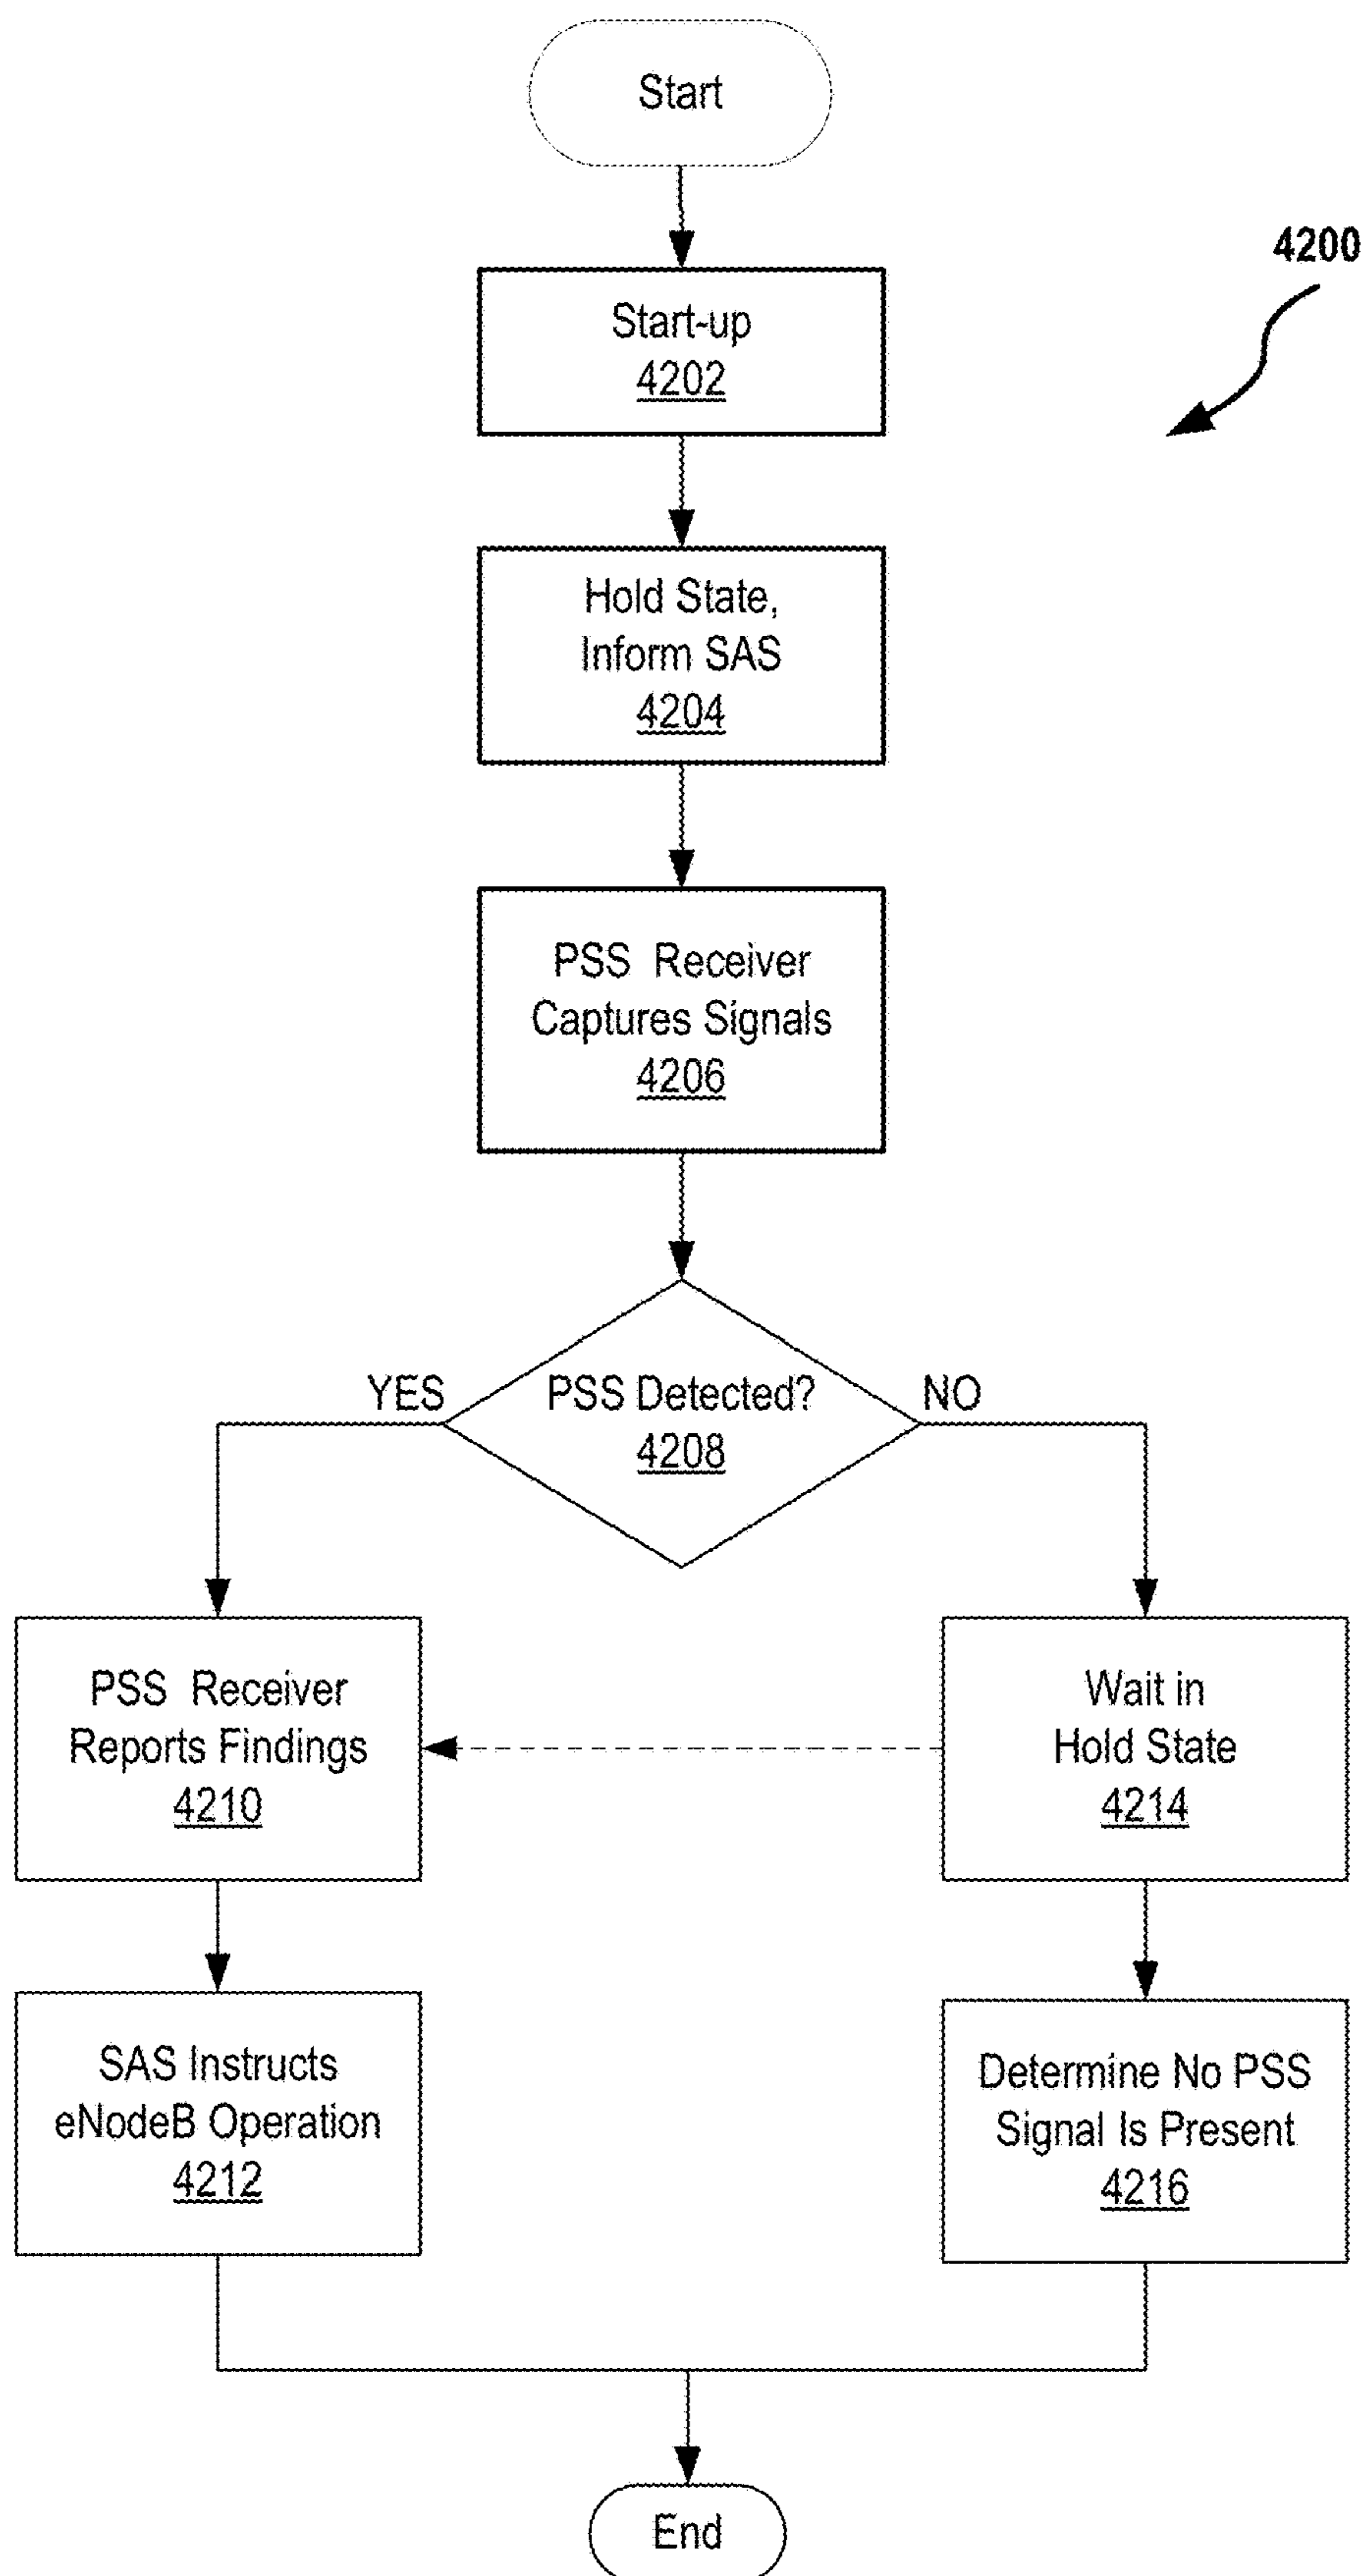 Start
4200
Start-up
4202
Hold State,
Inform SAS
4204
PSS Receiver
Captures Signals
4206
YES
PSS Detected?
4208
NO
PSS Receiver
Reports Findings
4210
Wait in
Hold State
4214
SAS Instructs
eNodeB Operation
4212
Determine No PSS
Signal Is Present
4216
End